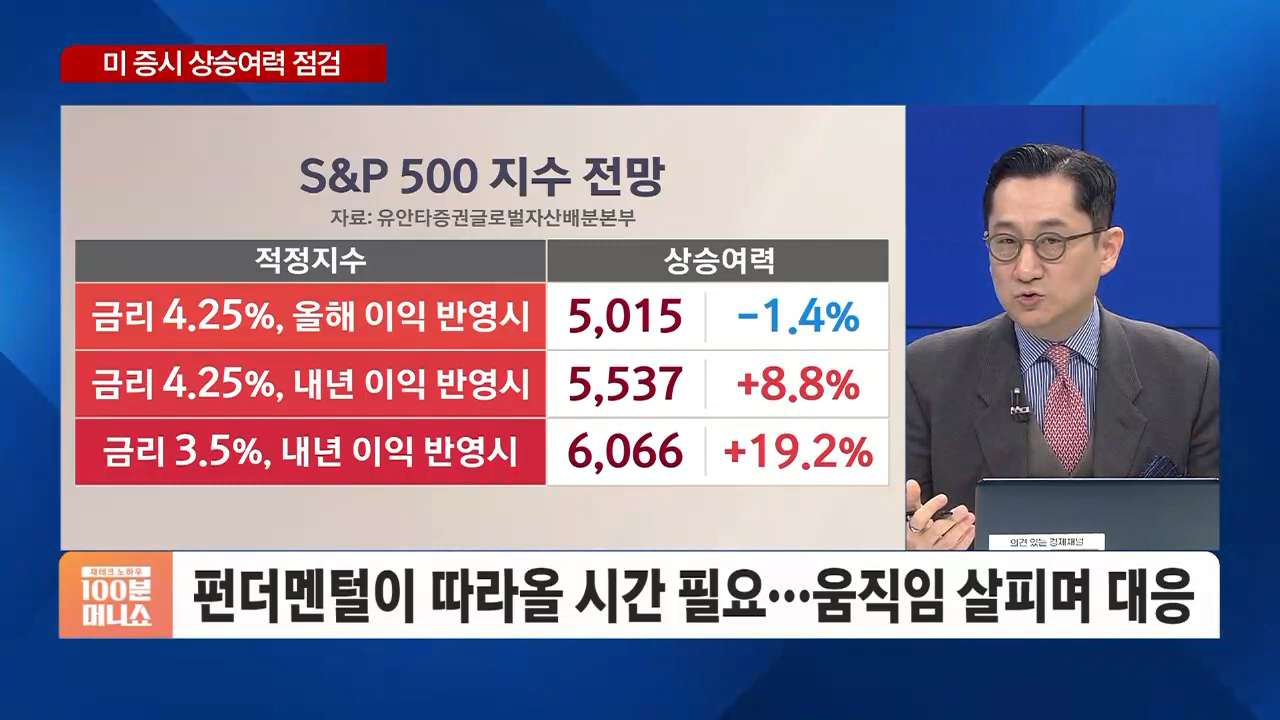 미 증시 상승여력 점검
S&P 500 지수 전망
자료: 유안타증권글로벌자산배분본부
적정지수 상승여력
금리 4.25%, 올해 이익 반영시 5,015 -1.4%
금리 4.25%, 내년 이익 반영시 5,537 +8.8%
금리 3.5%, 내년 이익 반영시 6,066 +19.2%
의견 있는 경제채널
재테크 노하우
100분
머니쇼
펀더멘털이 따라올 시간 필요…움직임 살피며 대응